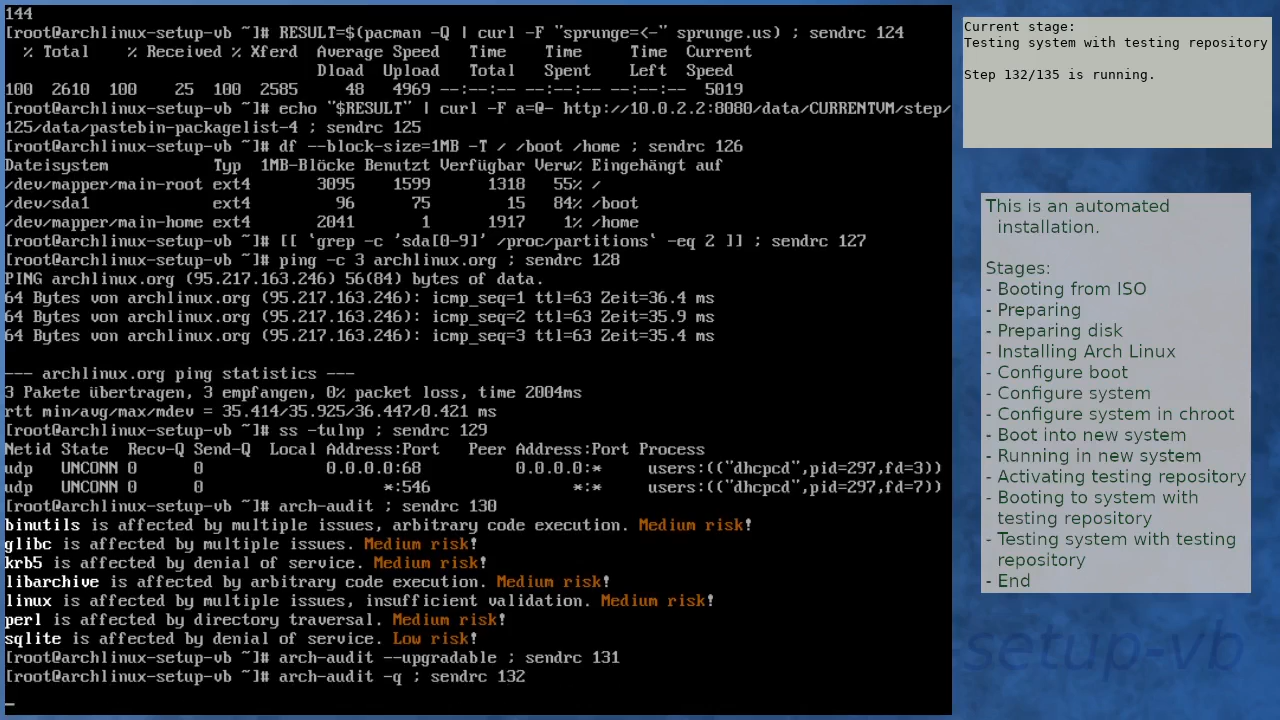 144
[root@archlinux-setup-vb ~]# RESULT=$(pacman -Q | curl -F "sprunge=<-" sprunge.us) ; sendrc 124
  % Total    % Received % Xferd  Average Speed   Time    Time     Time  Current
                                 Dload  Upload   Total   Spent    Left  Speed
100  2610  100    25  100  2585     48   4969 --:--:-- --:--:-- --:--:--  5019
[root@archlinux-setup-vb ~]# echo "$RESULT" | curl -F a=@- http://10.0.2.2:8080/data/CURRENTVM/step/
125/data/pastebin-packagelist-4 ; sendrc 125
[root@archlinux-setup-vb ~]# df --block-size=1MB -T / /boot /home ; sendrc 126
Dateisystem           Typ  1MB-Blöcke Benutzt Verfügbar Verw% Eingehängt auf
/dev/mapper/main-root ext4       3095    1599      1318   55% /
/dev/sda1             ext4         96      75        15   84% /boot
/dev/mapper/main-home ext4       2041       1      1917    1% /home
[root@archlinux-setup-vb ~]# [[ `grep -c 'sda[0-9]' /proc/partitions` -eq 2 ]] ; sendrc 127
[root@archlinux-setup-vb ~]# ping -c 3 archlinux.org ; sendrc 128
PING archlinux.org (95.217.163.246) 56(84) bytes of data.
64 Bytes von archlinux.org (95.217.163.246): icmp_seq=1 ttl=63 Zeit=36.4 ms
64 Bytes von archlinux.org (95.217.163.246): icmp_seq=2 ttl=63 Zeit=35.9 ms
64 Bytes von archlinux.org (95.217.163.246): icmp_seq=3 ttl=63 Zeit=35.4 ms

--- archlinux.org ping statistics ---
3 Pakete übertragen, 3 empfangen, 0% packet loss, time 2004ms
rtt min/avg/max/mdev = 35.414/35.925/36.447/0.421 ms
[root@archlinux-setup-vb ~]# ss -tulnp ; sendrc 129
Netid State  Recv-Q Send-Q  Local Address:Port   Peer Address:Port Process
udp   UNCONN 0      0             0.0.0.0:68          0.0.0.0:*     users:(("dhcpcd",pid=297,fd=3))
udp   UNCONN 0      0                   *:546               *:*     users:(("dhcpcd",pid=297,fd=7))
[root@archlinux-setup-vb ~]# arch-audit ; sendrc 130
binutils is affected by multiple issues, arbitrary code execution. Medium risk!
glibc is affected by multiple issues. Medium risk!
krb5 is affected by denial of service. Medium risk!
libarchive is affected by arbitrary code execution. Medium risk!
linux is affected by multiple issues, insufficient validation. Medium risk!
perl is affected by directory traversal. Medium risk!
sqlite is affected by denial of service. Low risk!
[root@archlinux-setup-vb ~]# arch-audit --upgradable ; sendrc 131
[root@archlinux-setup-vb ~]# arch-audit -q ; sendrc 132
_
Current stage:
Testing system with testing repository

Step 132/135 is running.
This is an automated
installation.

Stages:
- Booting from ISO
- Preparing
- Preparing disk
- Installing Arch Linux
- Configure boot
- Configure system
- Configure system in chroot
- Boot into new system
- Running in new system
- Activating testing repository
- Booting to system with
testing repository
- Testing system with testing
repository
- End
-setup-vb